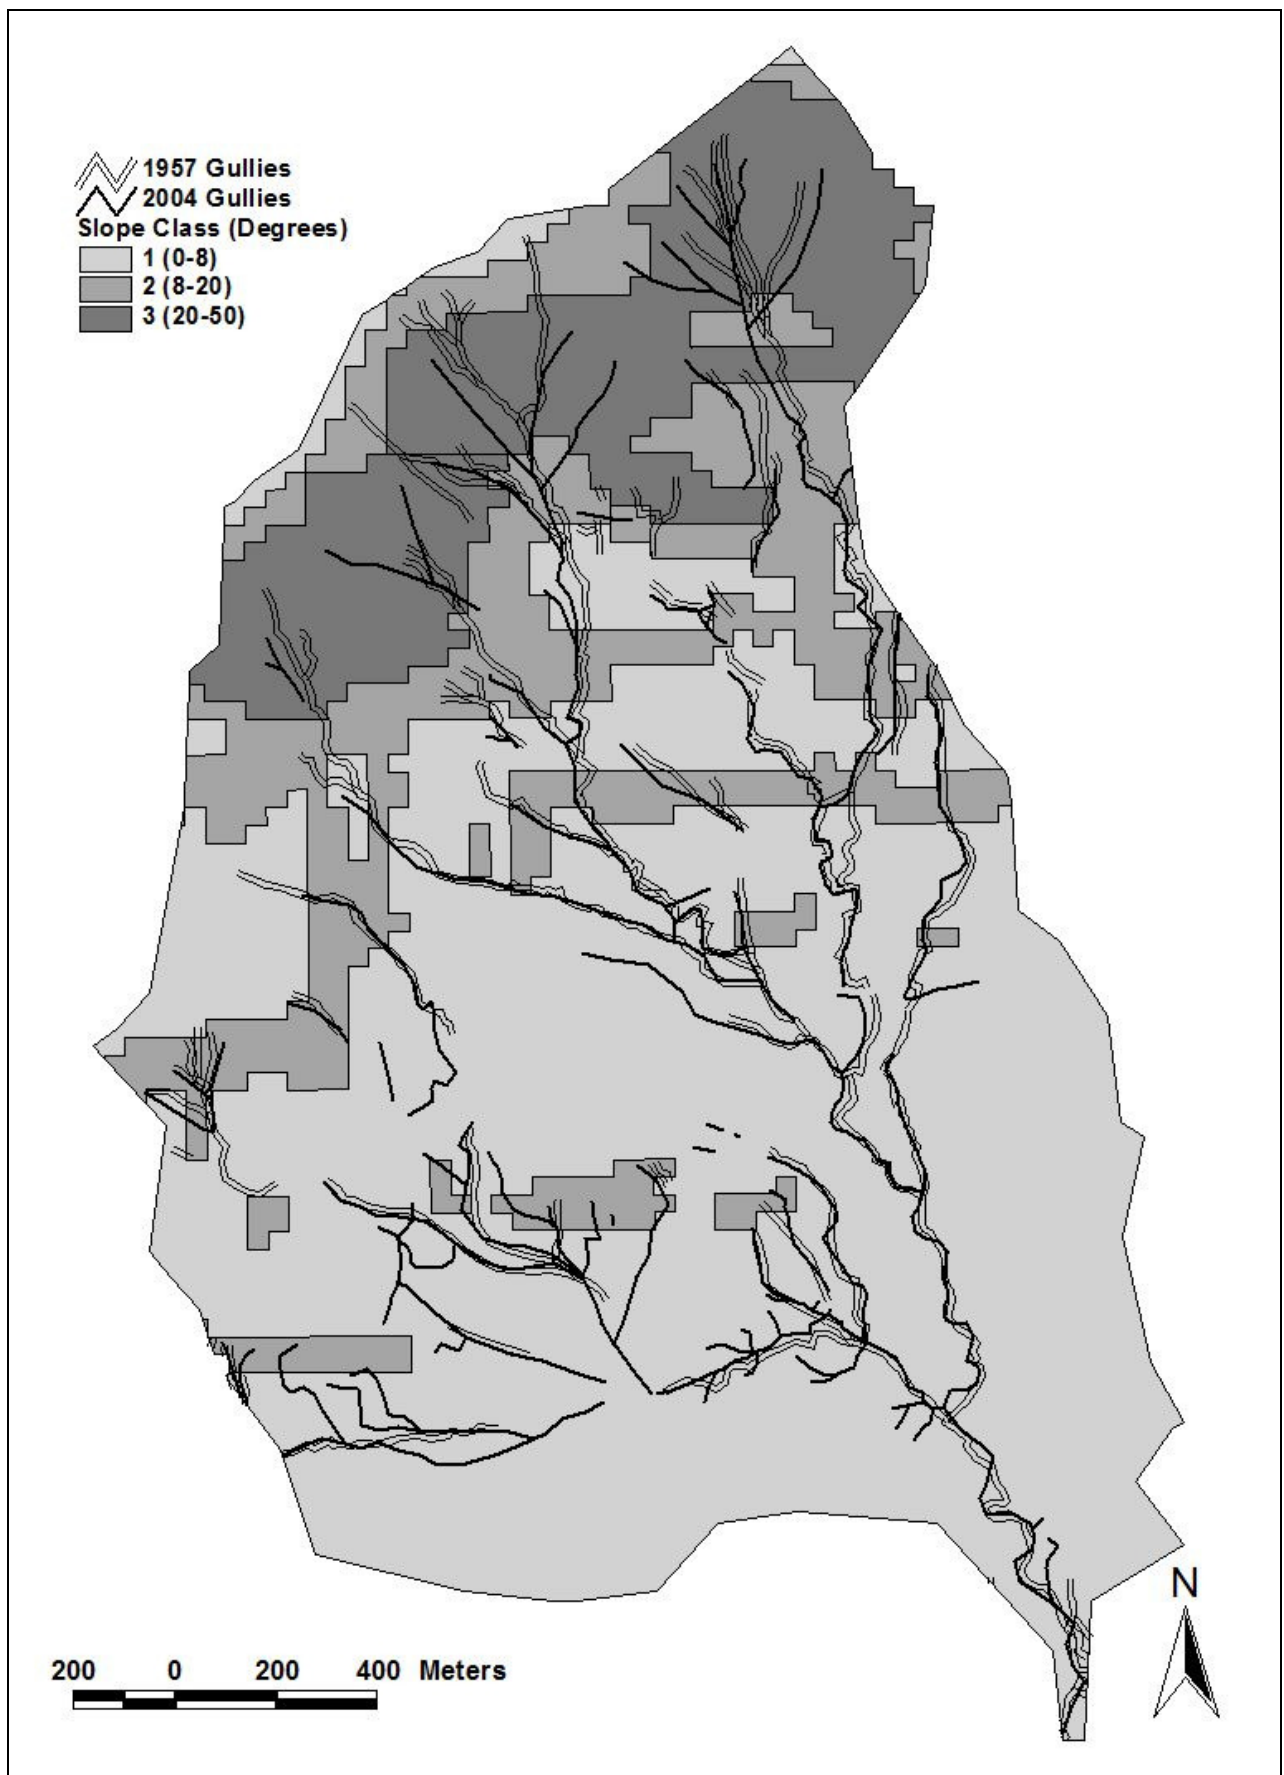 1957 Gullies
2004 Gullies
Slope Class (Degrees)
1 (0-8)
2 (8-20)
3 (20-50)
N
200 0 200 400 Meters